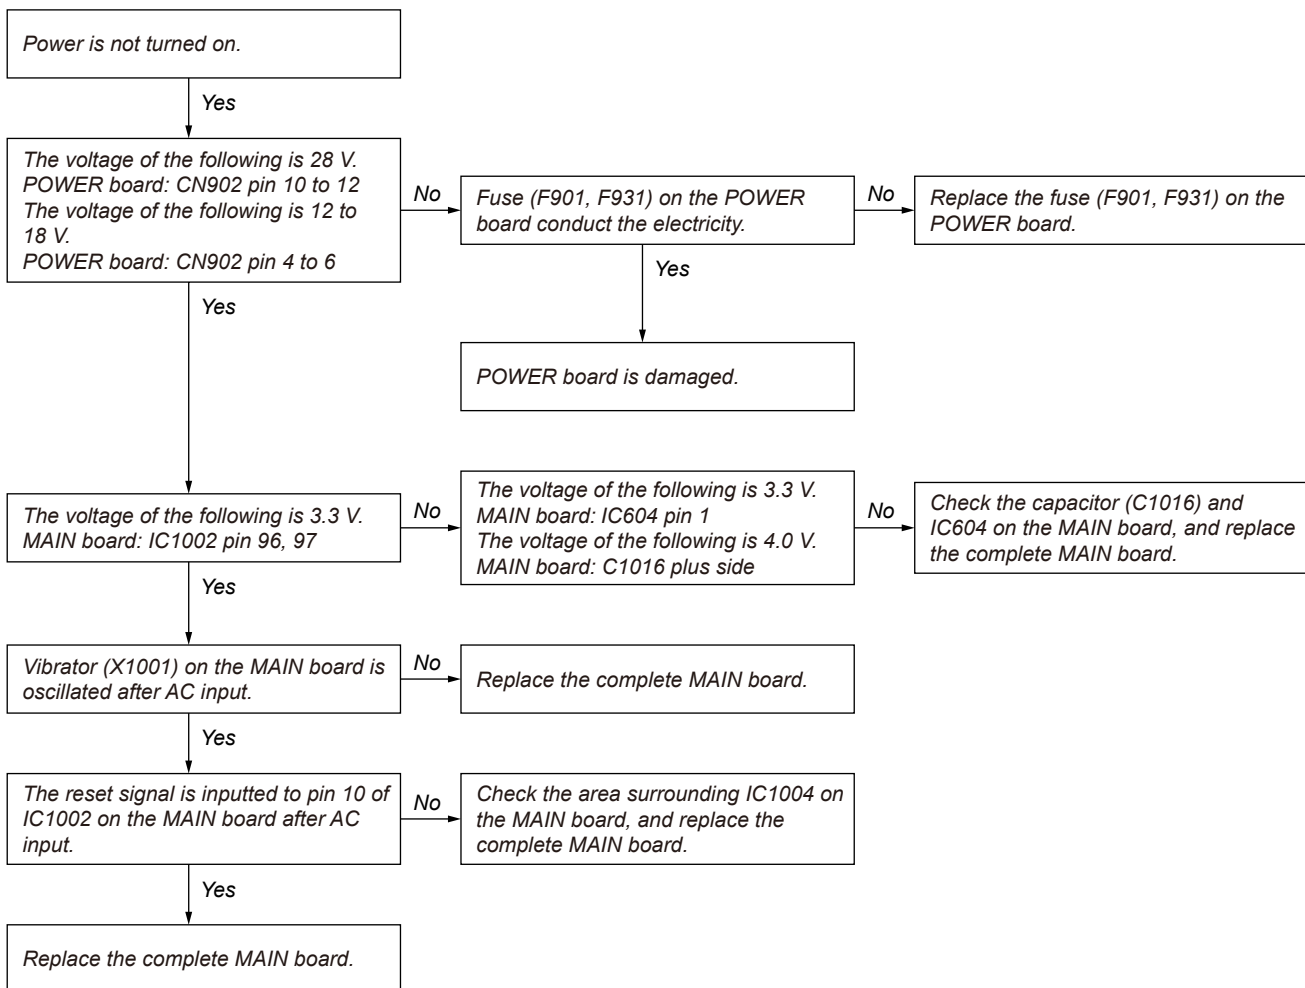 Power is not turned on.
Yes
The voltage of the following is 28 V.
POWER board: CN902 pin 10 to 12
The voltage of the following is 12 to
18 V.
POWER board: CN902 pin 4 to 6
No
Fuse (F901, F931) on the POWER
board conduct the electricity.
No
Replace the fuse (F901, F931) on the
POWER board.
Yes
Yes
POWER board is damaged.
The voltage of the following is 3.3 V.
MAIN board: IC1002 pin 96, 97
No
The voltage of the following is 3.3 V.
MAIN board: IC604 pin 1
The voltage of the following is 4.0 V.
MAIN board: C1016 plus side
No
Check the capacitor (C1016) and
IC604 on the MAIN board, and replace
the complete MAIN board.
Yes
Vibrator (X1001) on the MAIN board is
oscillated after AC input.
No
Replace the complete MAIN board.
Yes
The reset signal is inputted to pin 10 of
IC1002 on the MAIN board after AC
input.
No
Check the area surrounding IC1004 on
the MAIN board, and replace the
complete MAIN board.
Yes
Replace the complete MAIN board.